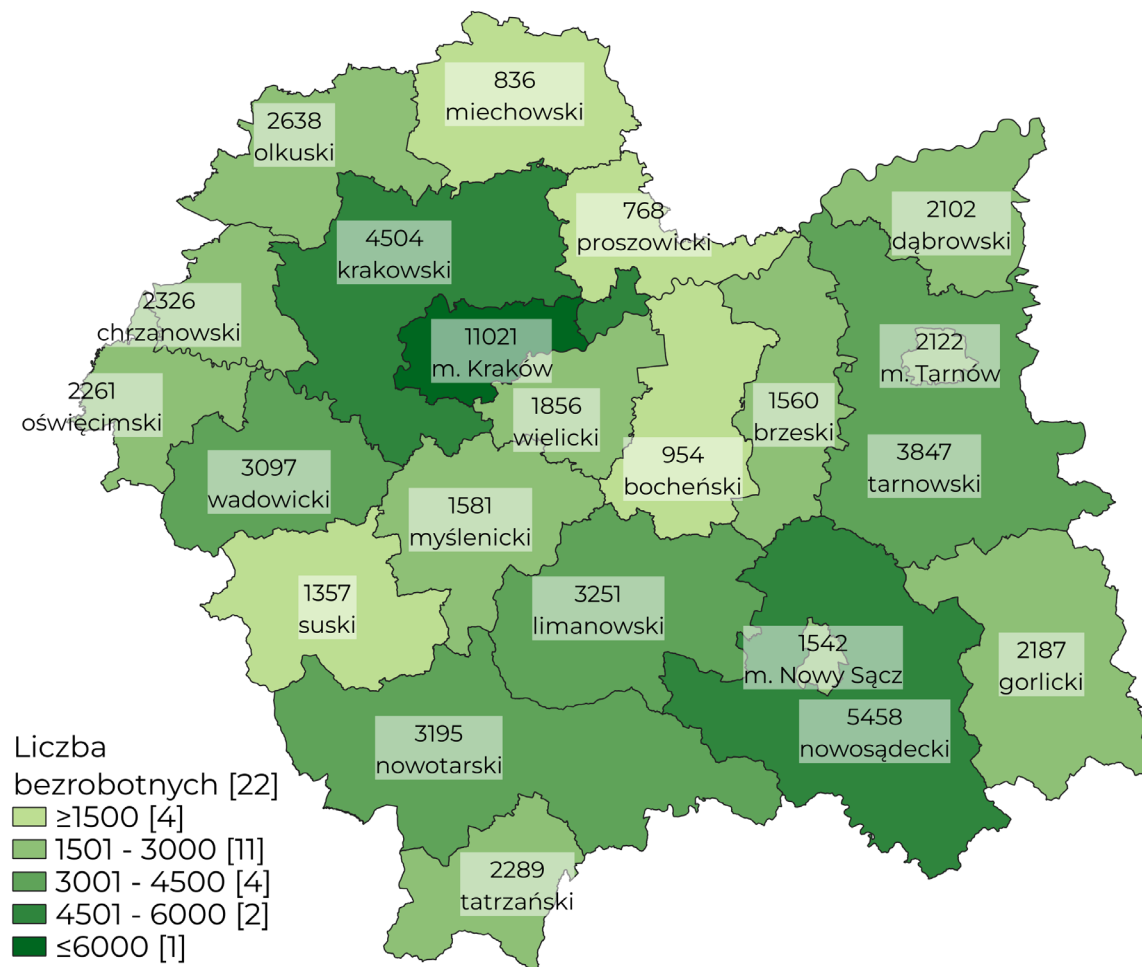 836
miechowski
2638
olkuski
768
proszowicki
2102
dąbrowski
4504
krakowski
2326
chrzanowski
11021
m. Kraków
2122
m. Tarnów
2261
oświęcimski
1856
wielicki
1560
brzeski
3097
wadowicki
954
bocheński
3847
tarnowski
1581
myślenicki
1357
suski
3251
limanowski
1542
m. Nowy Sącz
2187
gorlicki
5458
nowosądecki
3195
nowotarski
2289
tatrzański
Liczba
bezrobotnych [22]
≥1500 [4]
1501 - 3000 [11]
3001 - 4500 [4]
4501 - 6000 [2]
≤6000 [1]